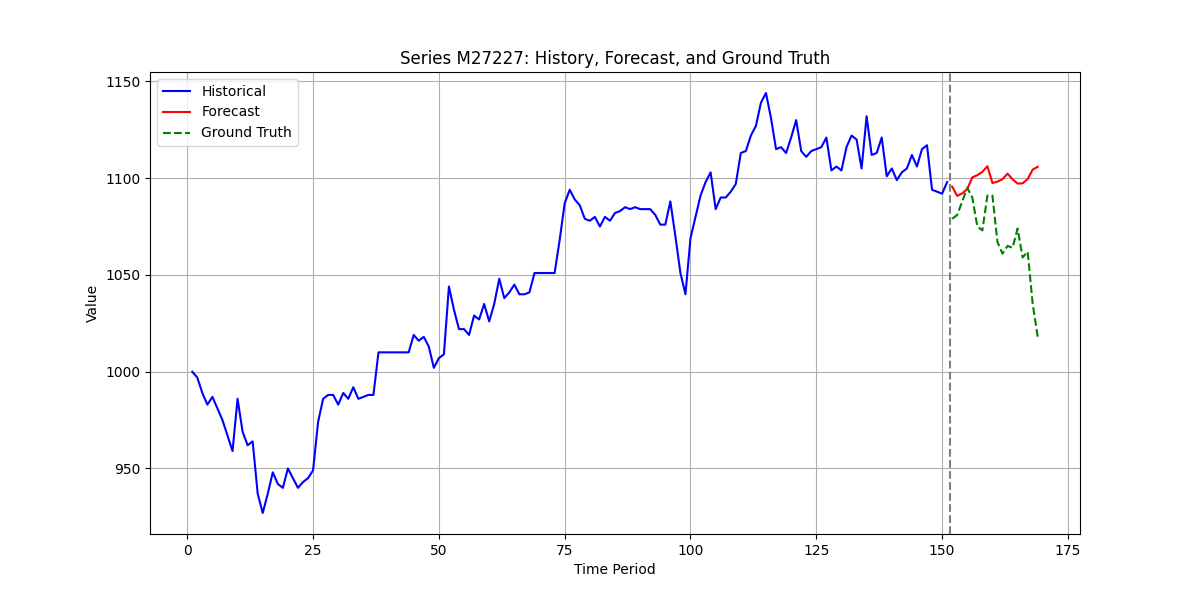 Series M27227: History, Forecast, and Ground Truth
Historical
Forecast
Ground Truth
1150
1100
1050
1000
950
Value
0 25 50 75 100 125 150 175
Time Period